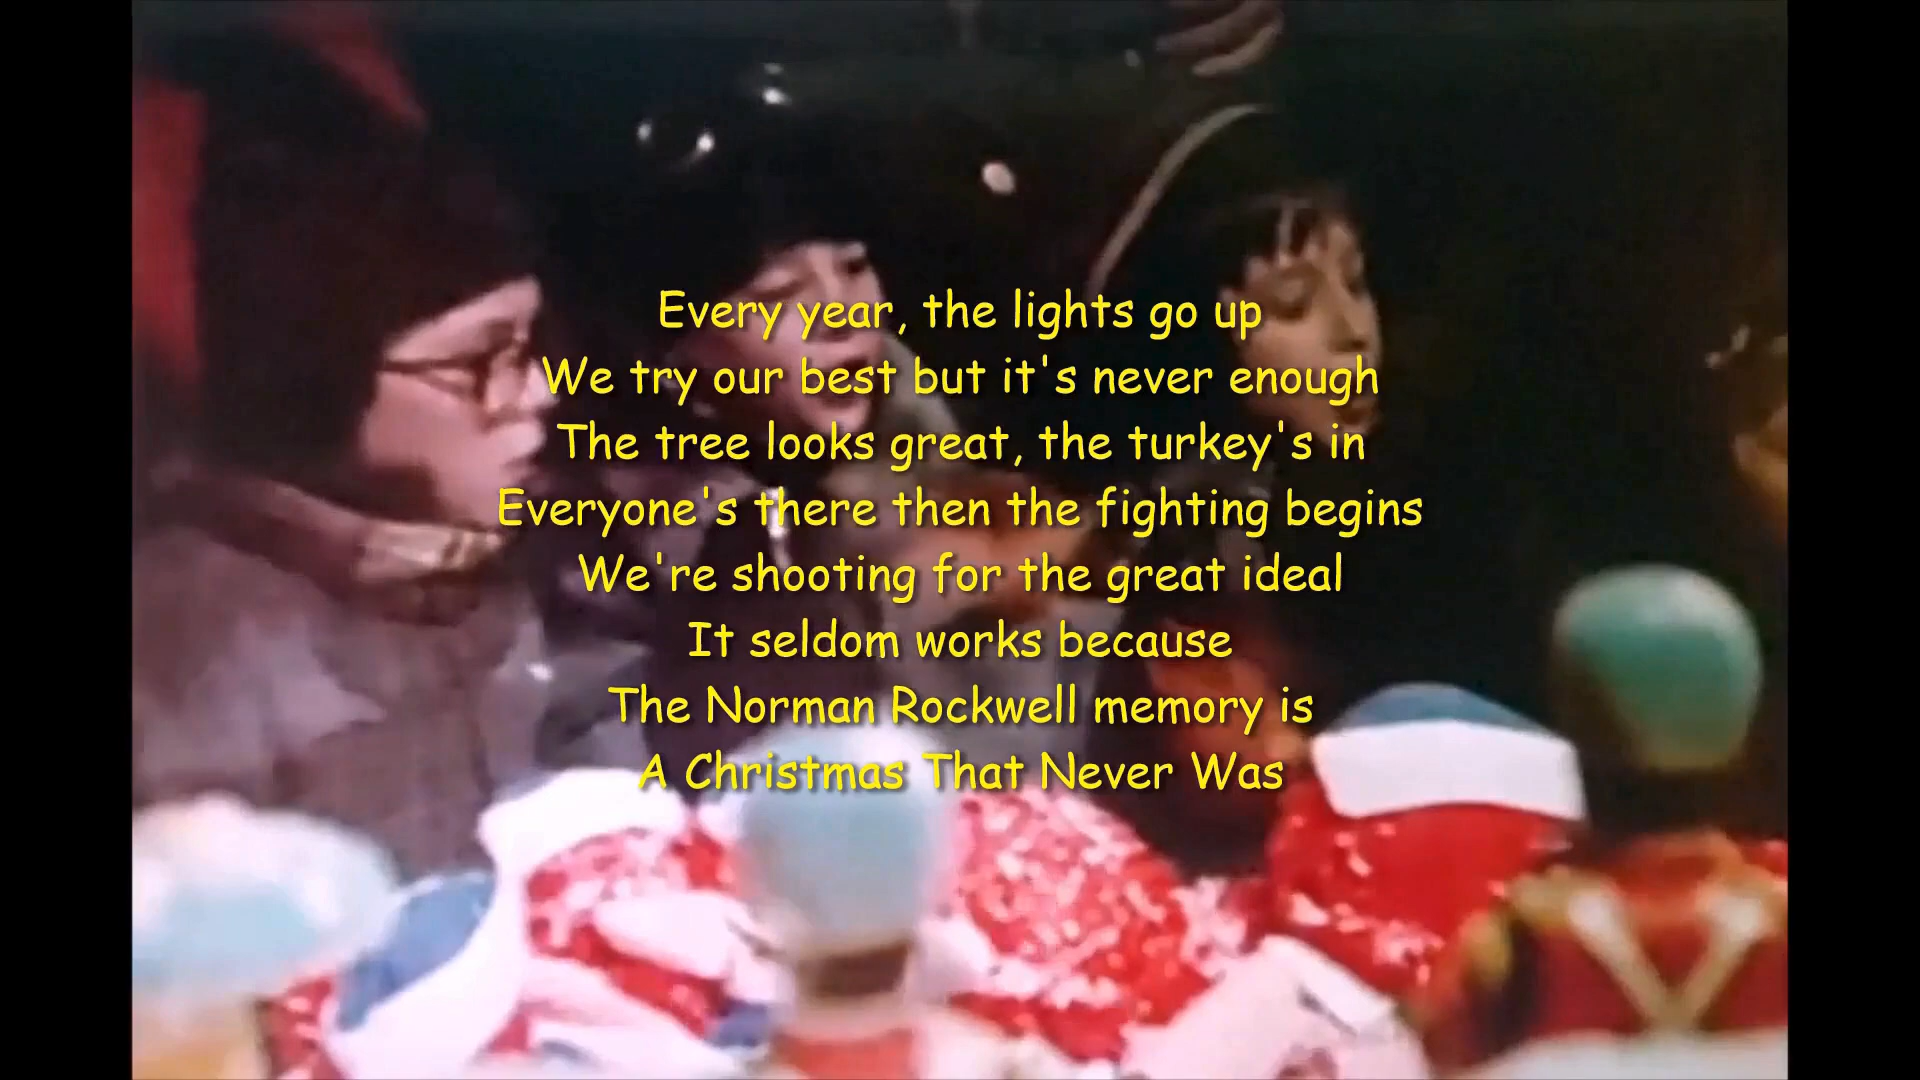 Every year, the lights go up
We try our best but it's never enough
The tree looks great, the turkey's in
Everyone's there then the fighting begins
We're shooting for the great ideal
It seldom works because
The Norman Rockwell memory is
A Christmas That Never Was